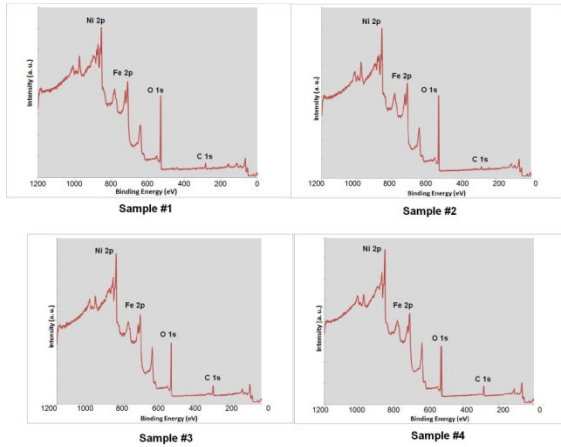 Ni 2p
Fe 2p
O 1s
C 1s
Intensity (a. u.)
1200 1000 800 600 400 200 0
Binding Energy (eV)
Sample #1
Ni 2p
Fe 2p
O 1s
C 1s
Intensity (a. u.)
1200 1000 800 600 400 200 0
Binding Energy (eV)
Sample #2
Ni 2p
Fe 2p
O 1s
C 1s
Intensity (a. u.)
1200 1000 800 600 400 200 0
Binding Energy (eV)
Sample #3
Ni 2p
Fe 2p
O 1s
C 1s
Intensity (a. u.)
1200 1000 800 600 400 200 0
Binding Energy (eV)
Sample #4